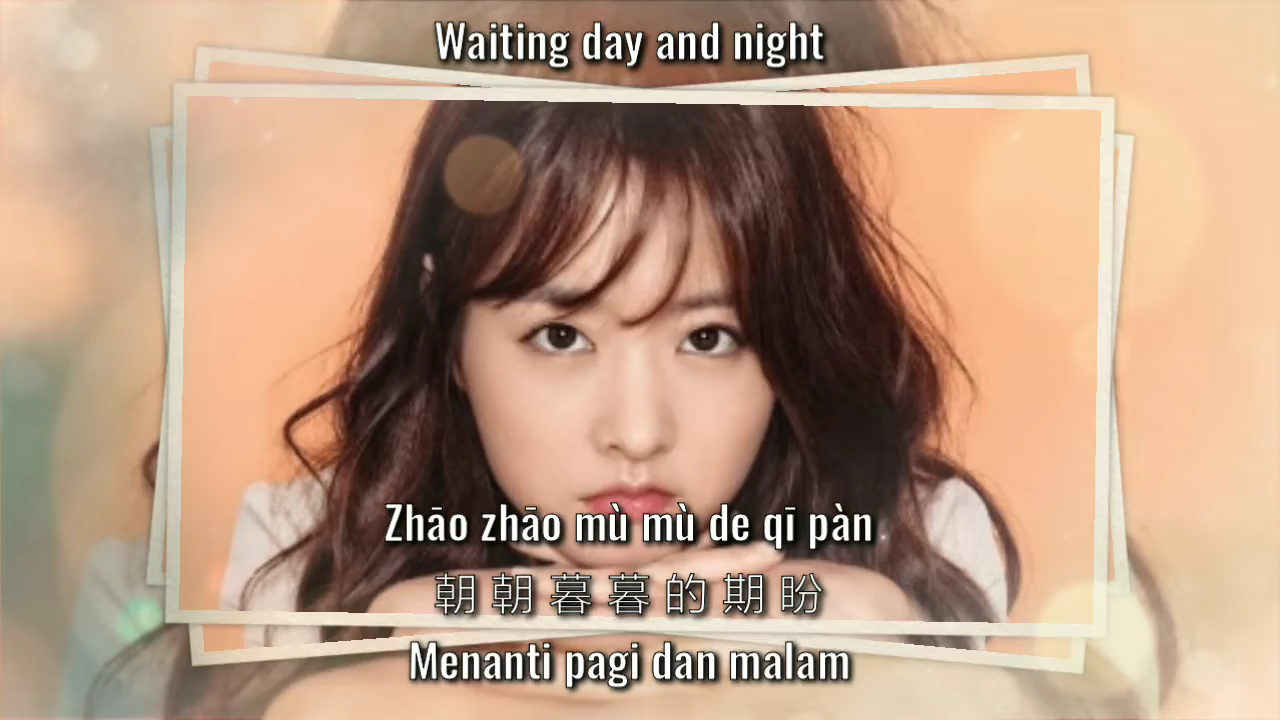 Waiting day and night
Zhāo zhāo mù mù de qī pàn
朝朝暮暮的期盼
Menanti pagi dan malam